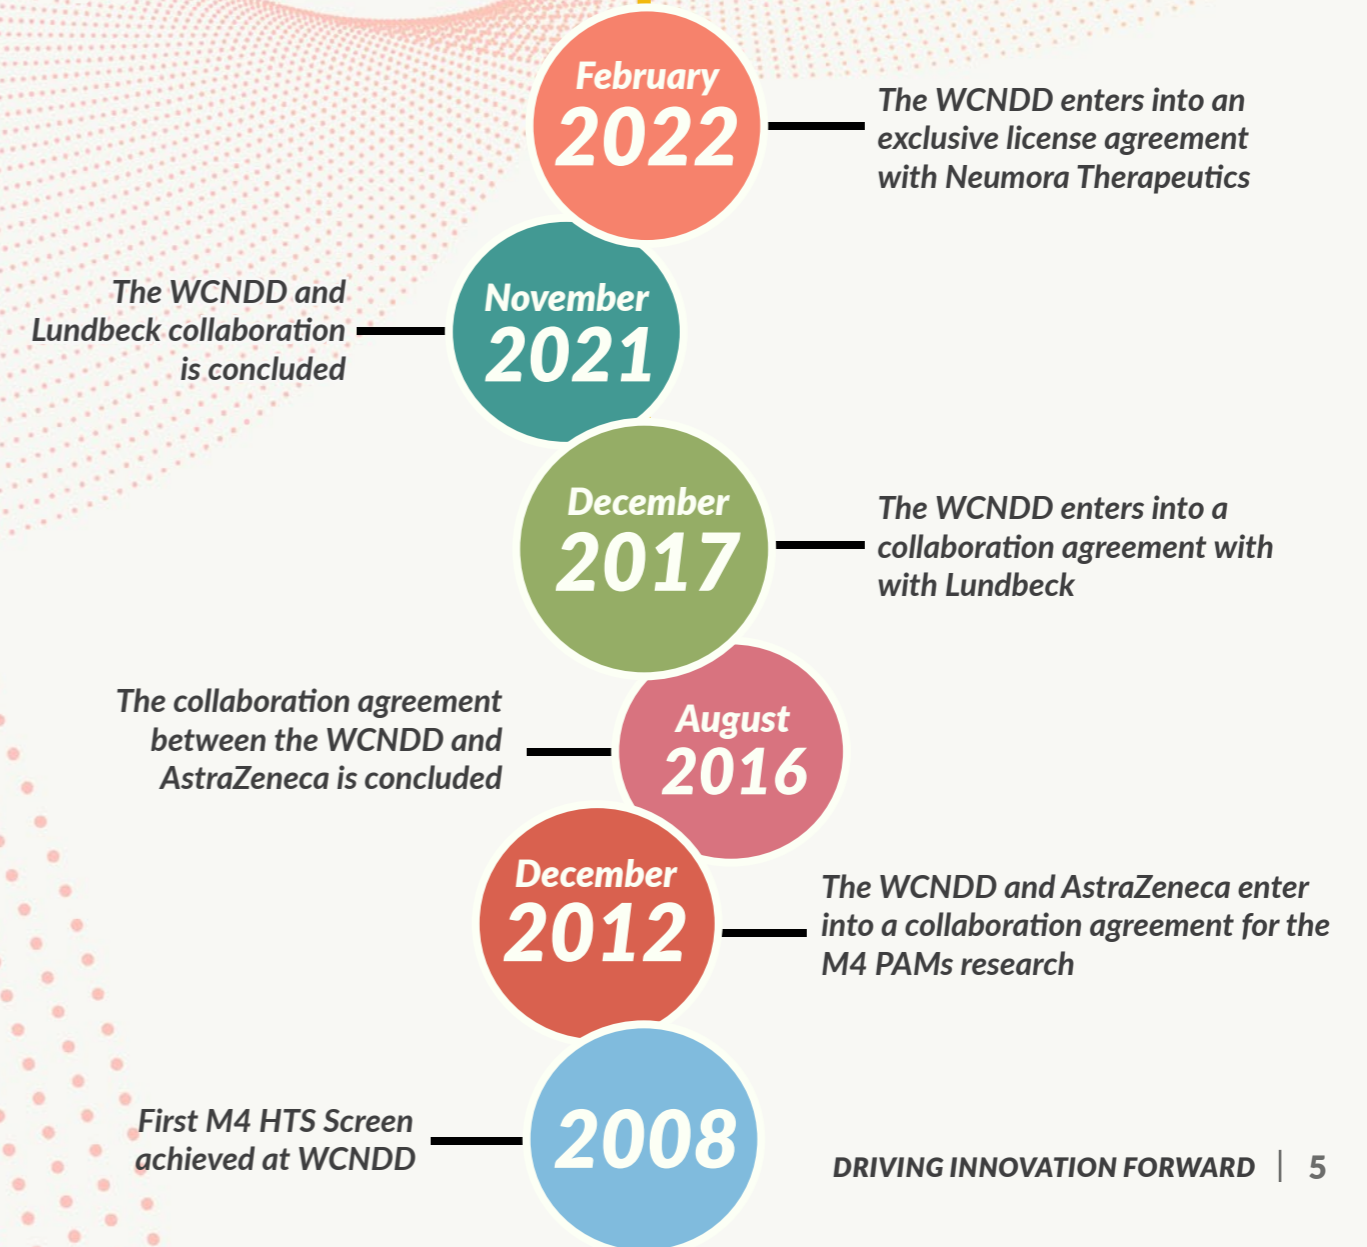 February
2022
The WCNDD enters into an
exclusive license agreement
with Neumora Therapeutics
November
2021
The WCNDD and
Lundbeck collaboration
is concluded
December
2017
The WCNDD enters into a
collaboration agreement with
with Lundbeck
August
2016
The collaboration agreement
between the WCNDD and
AstraZeneca is concluded
December
2012
The WCNDD and AstraZeneca enter
into a collaboration agreement for the
M4 PAMs research
2008
First M4 HTS Screen
achieved at WCNDD
DRIVING INNOVATION FORWARD | 5